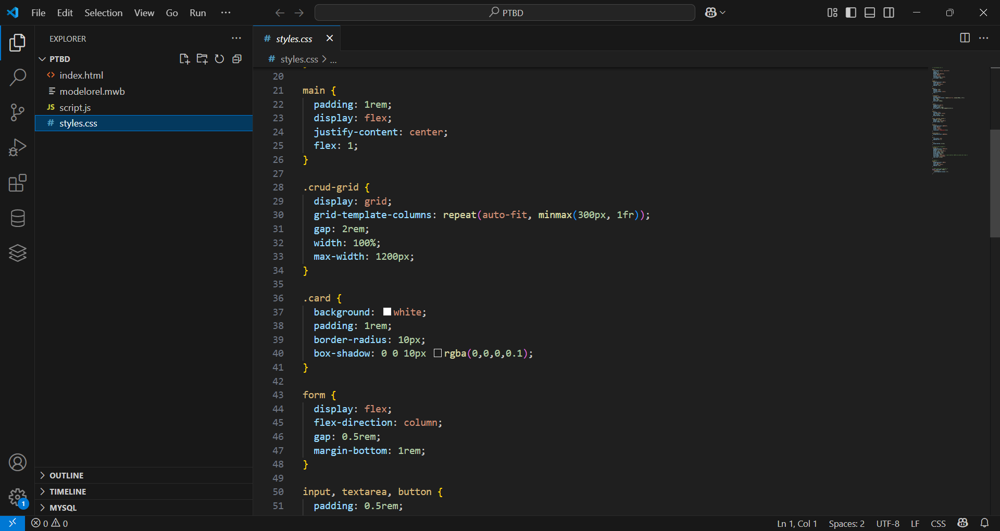 File Edit Selection View Go Run ···
PTBD
EXPLORER
PTBD
index.html
modelorel.mwb
JS script.js
# styles.css
OUTLINE
TIMELINE
MYSQL
# styles.css
# styles.css > ...
20
21 main {
22 padding: 1rem;
23 display: flex;
24 justify-content: center;
25 flex: 1;
26 }
27
28 .crud-grid {
29 display: grid;
30 grid-template-columns: repeat(auto-fit, minmax(300px, 1fr));
31 gap: 2rem;
32 width: 100%;
33 max-width: 1200px;
34 }
35
36 .card {
37 background: white;
38 padding: 1rem;
39 border-radius: 10px;
40 box-shadow: 0 0 10px rgba(0,0,0,0.1);
41 }
42
43 form {
44 display: flex;
45 flex-direction: column;
46 gap: 0.5rem;
47 margin-bottom: 1rem;
48 }
49
50 input, textarea, button {
51 padding: 0.5rem;
1
0 0
Ln 1, Col 1 Spaces: 2 UTF-8 LF CSS